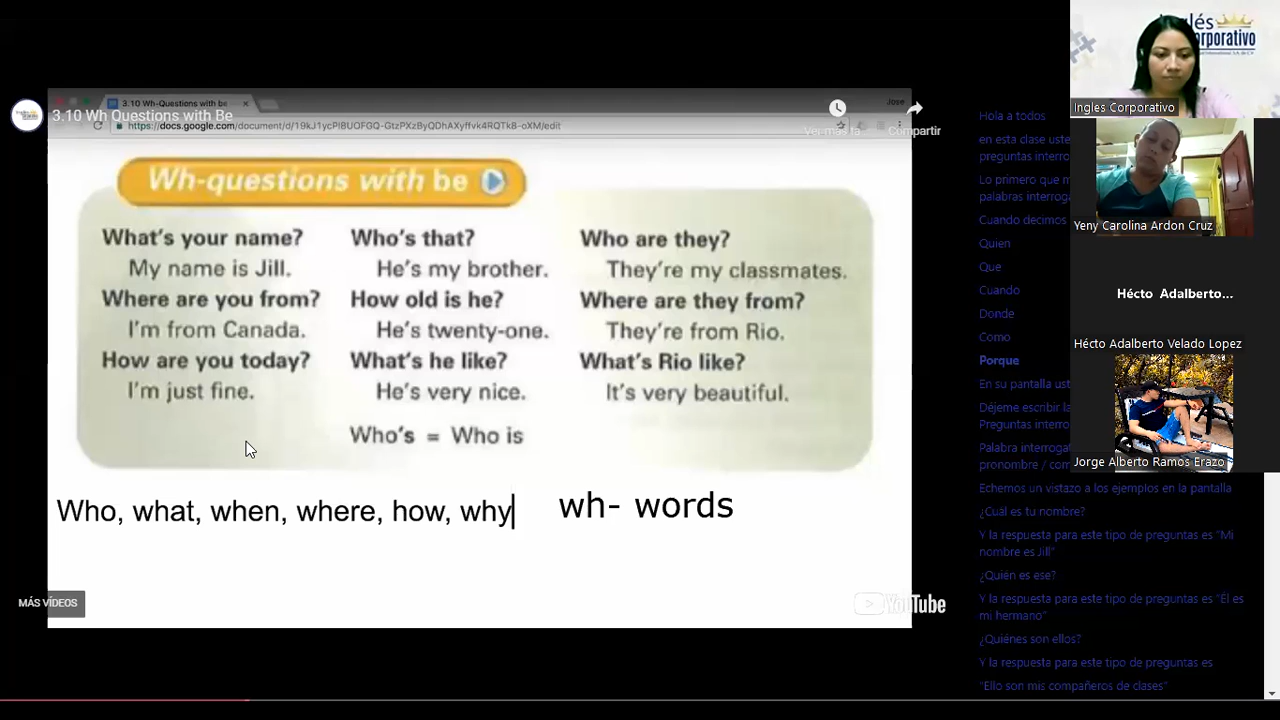 3.10 Wh-Questions with be
Jose
3.10 Wh Questions with Be
Compartir
Wh-questions with be
What's your name?
My name is Jill.
Where are you from?
I'm from Canada.
How are you today?
I'm just fine.
Who's that?
He's my brother.
How old is he?
He's twenty-one.
What's he like?
He's very nice.
Who's = Who is
Who are they?
They're my classmates.
Where are they from?
They're from Rio.
What's Rio like?
It's very beautiful.
Who, what, when, where, how, why
wh- words
MÁS VÍDEOS
YouTube
Hola a todos
en esta clase uste
preguntas interro
Lo primero que m
palabras interrogat
Cuando decimos
Quien
Que
Cuando
Donde
Como
Porque
En su pantalla ust
Déjeme escribir la
Preguntas interro
Palabra interrogat
pronombre / com
Echemos un vistazo a los ejemplos en la pantalla
¿Cuál es tu nombre?
Y la respuesta para este tipo de preguntas es "Mi
nombre es Jill"
¿Quién es ese?
Y la respuesta para este tipo de preguntas es "Él es
mi hermano"
¿Quiénes son ellos?
Y la respuesta para este tipo de preguntas es
"Ello son mis compañeros de clases"
Inglés
Corporativo
Ingles Corporativo
Yeny Carolina Ardon Cruz
Hécto Adalberto...
Hécto Adalberto Velado Lopez
Jorge Alberto Ramos Erazo